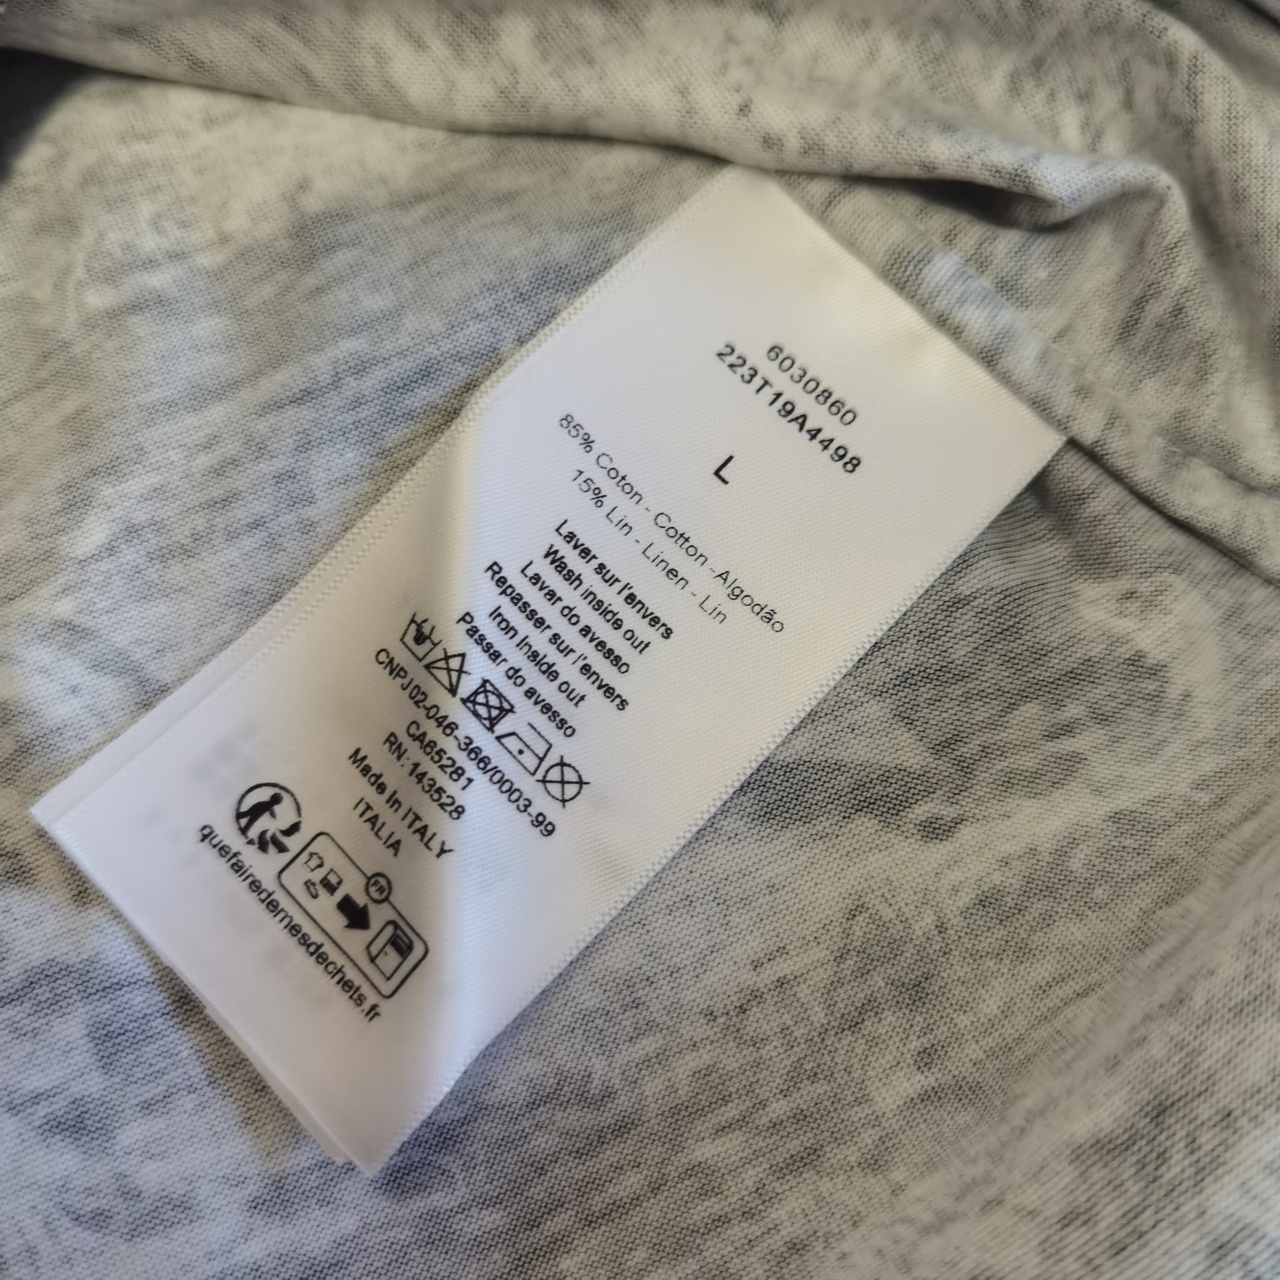 6030860
223T19A4498
L
85% Coton - Cotton - Algodão
15% Lin - Linen - Lin
Laver sur l'envers
Wash inside out
Lavar do avesso
Repasser sur l'envers
Iron Inside out
Passar do avesso
CNPJ 02-046-366/0003-99
CA65281
RN: 143528
Made In ITALY
ITALIA
FR
quefairedemesdechets.fr